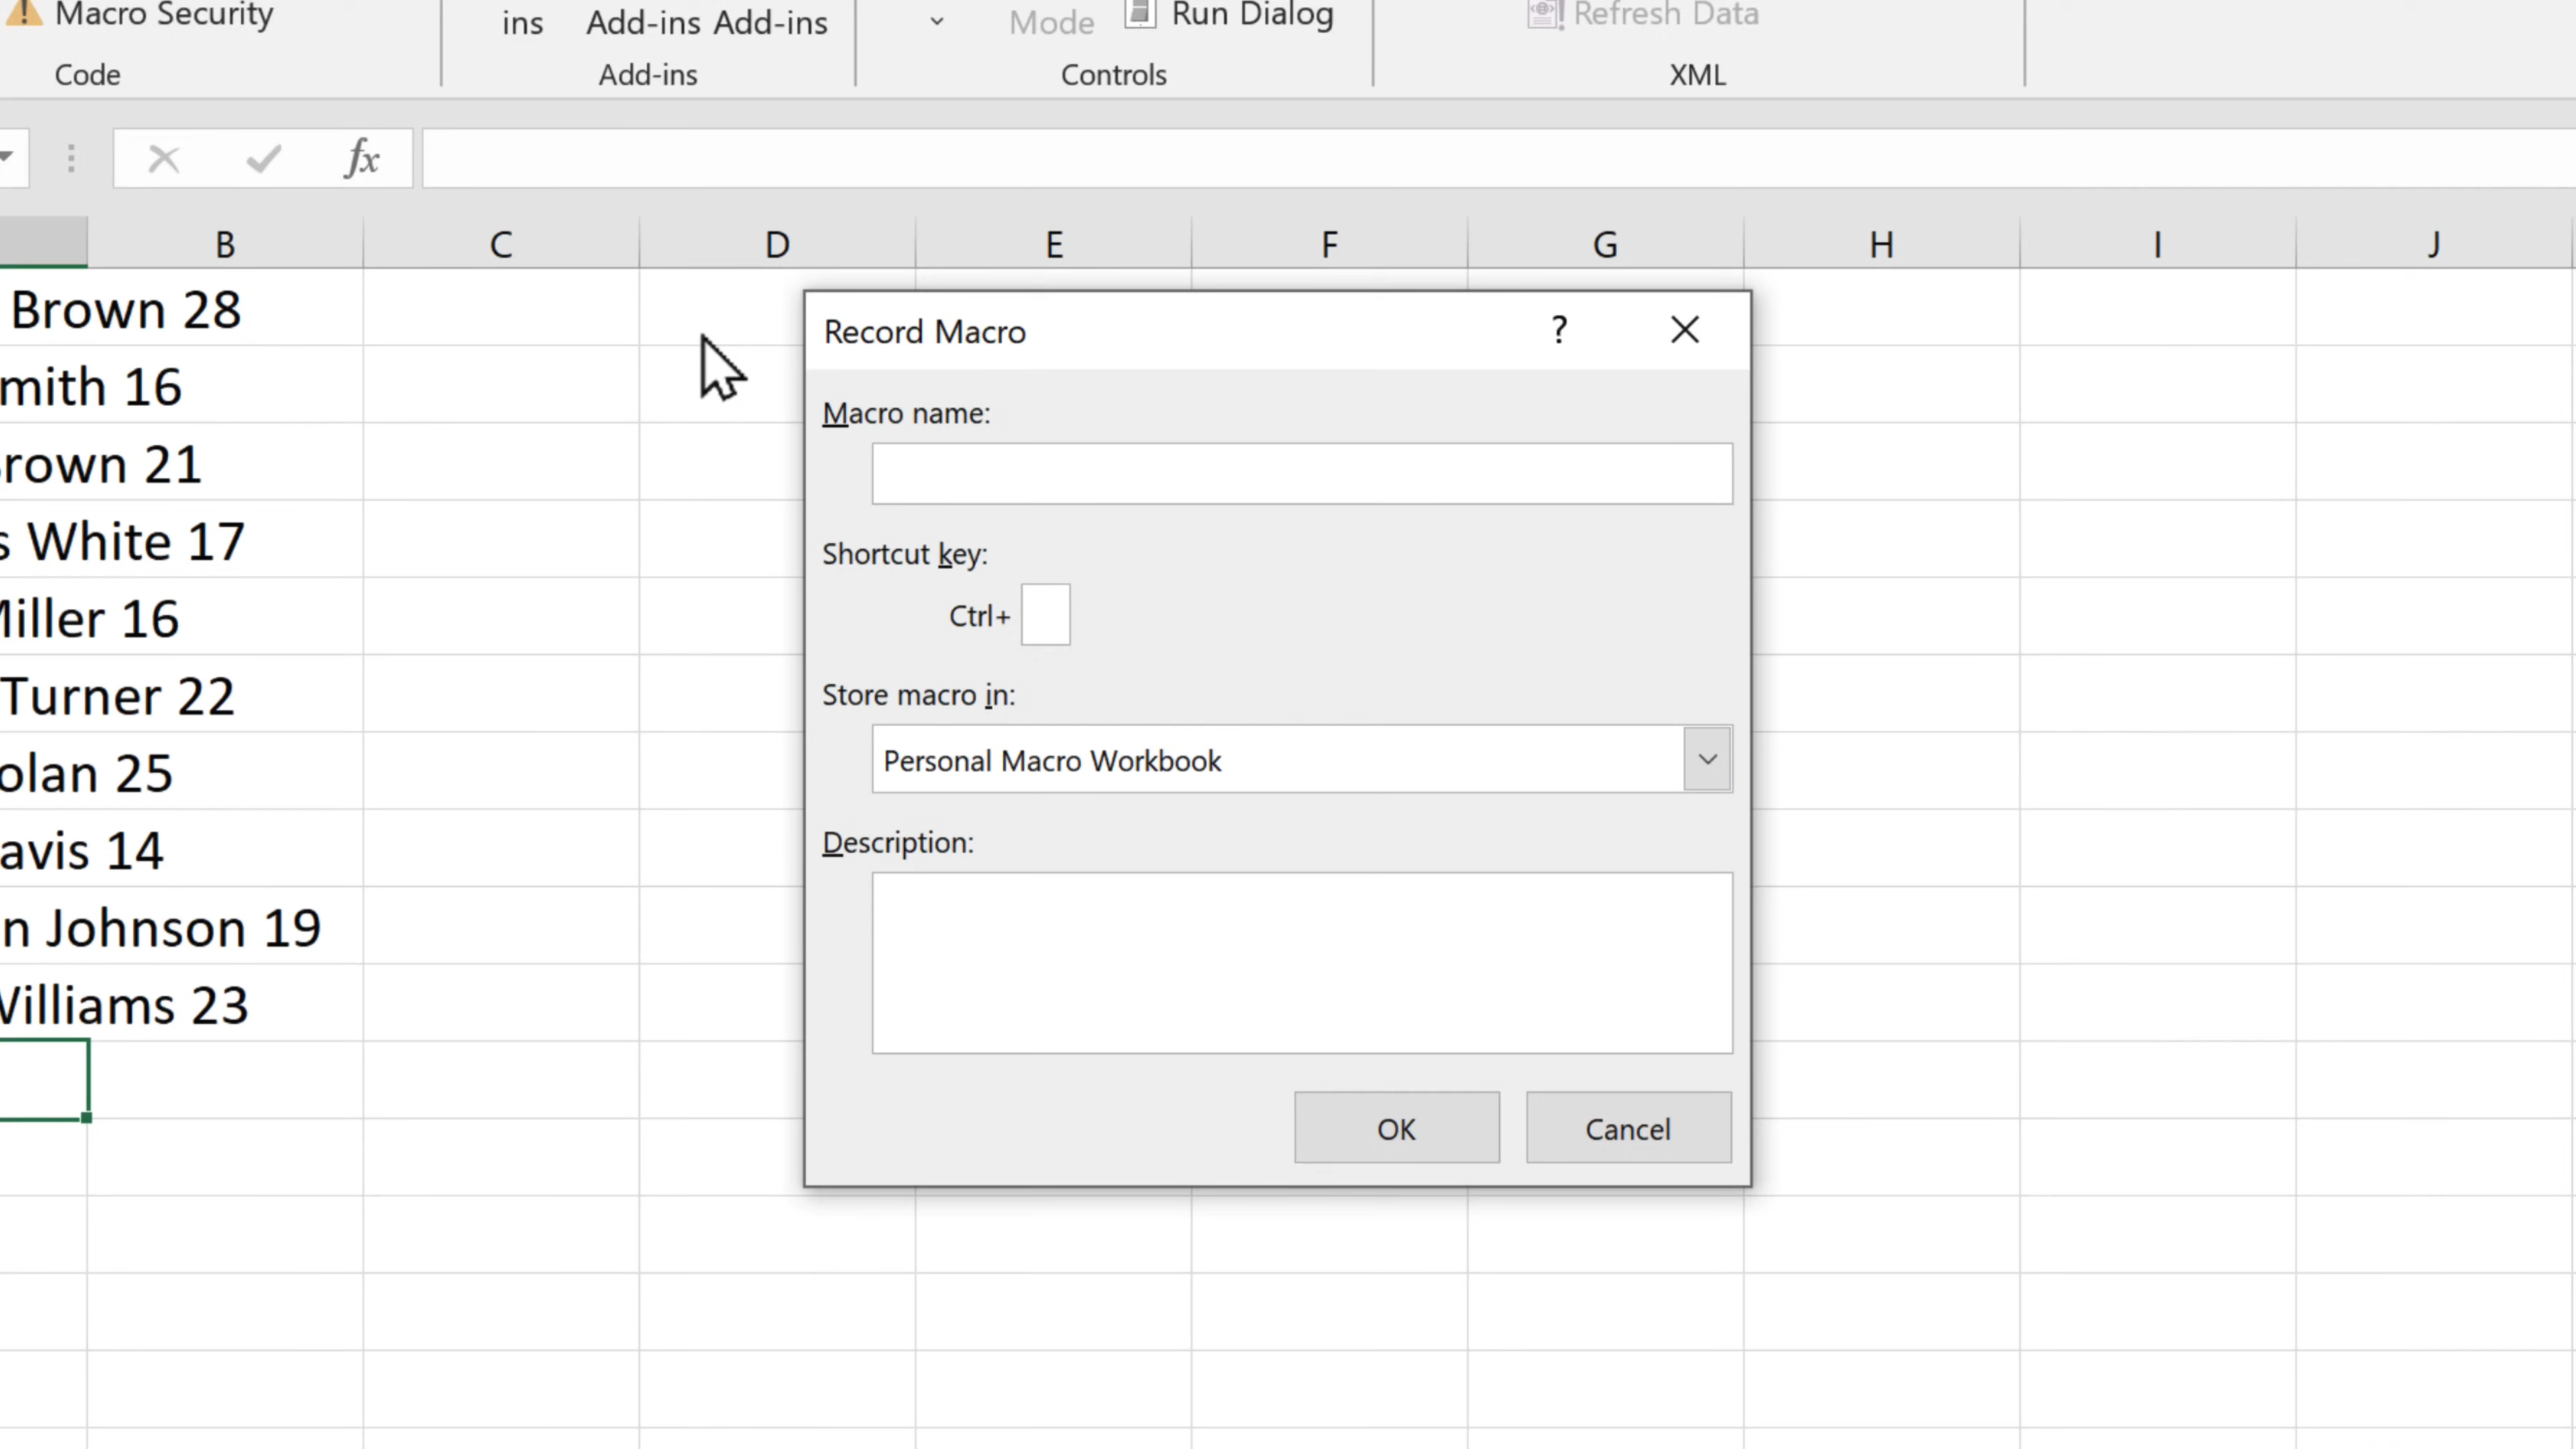 Macro Security
ins Add-ins Add-ins
Mode
Run Dialog
Refresh Data
Code
Add-ins
Controls
XML
fx
B C D E F G H I J
Brown 28
mith 16
rown 21
s White 17
Miller 16
Turner 22
olan 25
avis 14
n Johnson 19
Williams 23
Record Macro ?
Macro name:
Shortcut key:
Ctrl+
Store macro in:
Personal Macro Workbook
Description:
OK Cancel